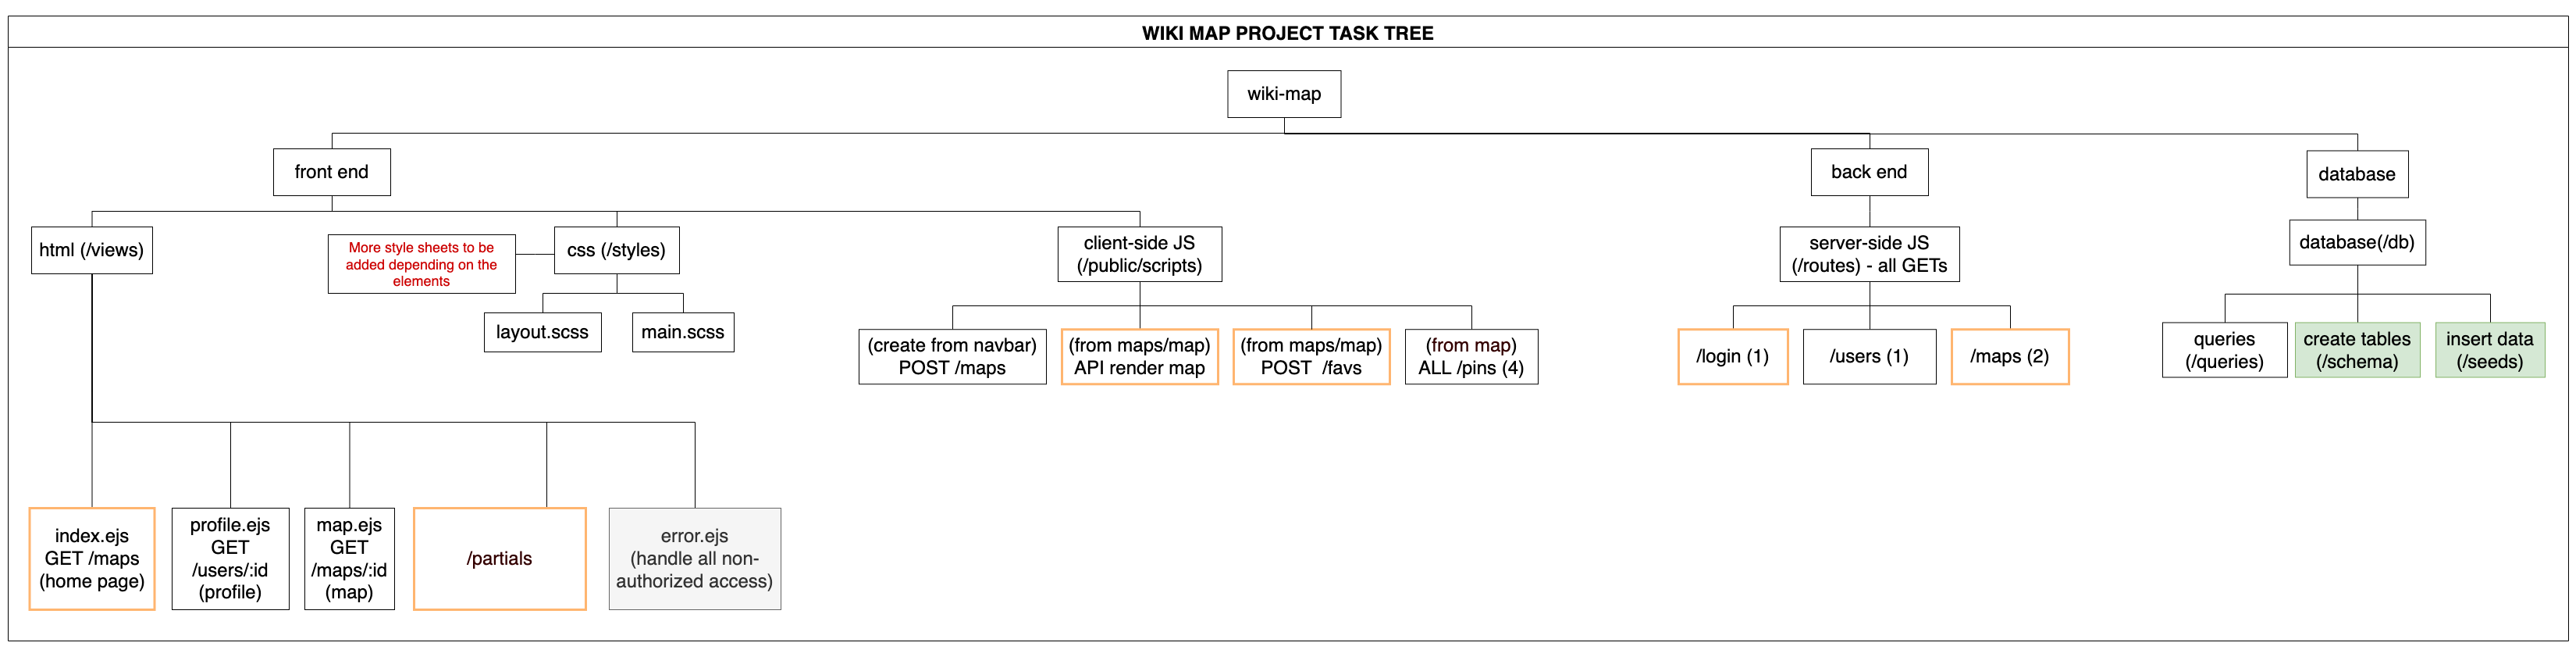 WIKI MAP PROJECT TASK TREE
wiki-map
front end
back end
database
html (/views)
More style sheets to be
added depending on the
elements
css (/styles)
client-side JS
(/public/scripts)
server-side JS
(/routes) - all GETs
database(/db)
layout.scss
main.scss
(create from navbar)
POST /maps
(from maps/map)
API render map
(from maps/map)
POST  /favs
(from map)
ALL /pins (4)
/login (1)
/users (1)
/maps (2)
queries
(/queries)
create tables
(/schema)
insert data
(/seeds)
index.ejs
GET /maps
(home page)
profile.ejs
GET
/users/:id
(profile)
map.ejs
GET
/maps/:id
(map)
/partials
error.ejs
(handle all non-
authorized access)